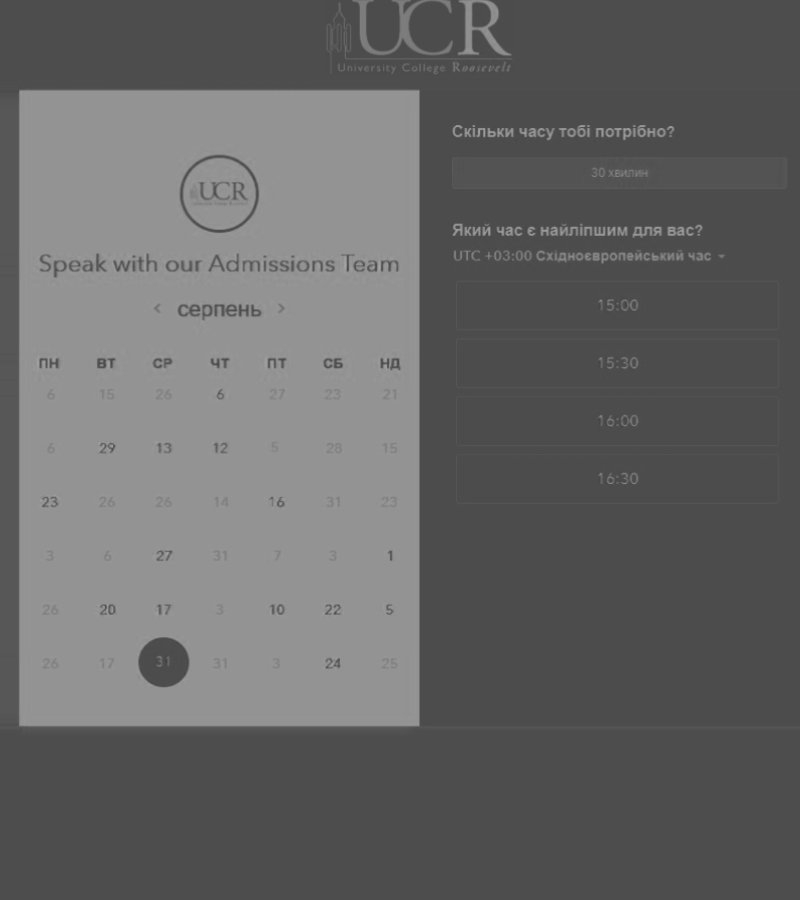 UCR
University College Roosevelt
UCR
Speak with our Admissions Team
серпень
ПН ВТ СР ЧТ ПТ СБ НД
6 15 26 6 27 23 21
6 29 13 12 5 28 15
23 26 26 14 16 31 23
3 6 27 31 7 3 1
26 20 17 3 10 22 5
26 17 31 31 3 24 25
Скільки часу тобі потрібно?
30 хвилин
Який час є найліпшим для вас?
UTC +03:00 Східноєвропейський час
15:00
15:30
16:00
16:30